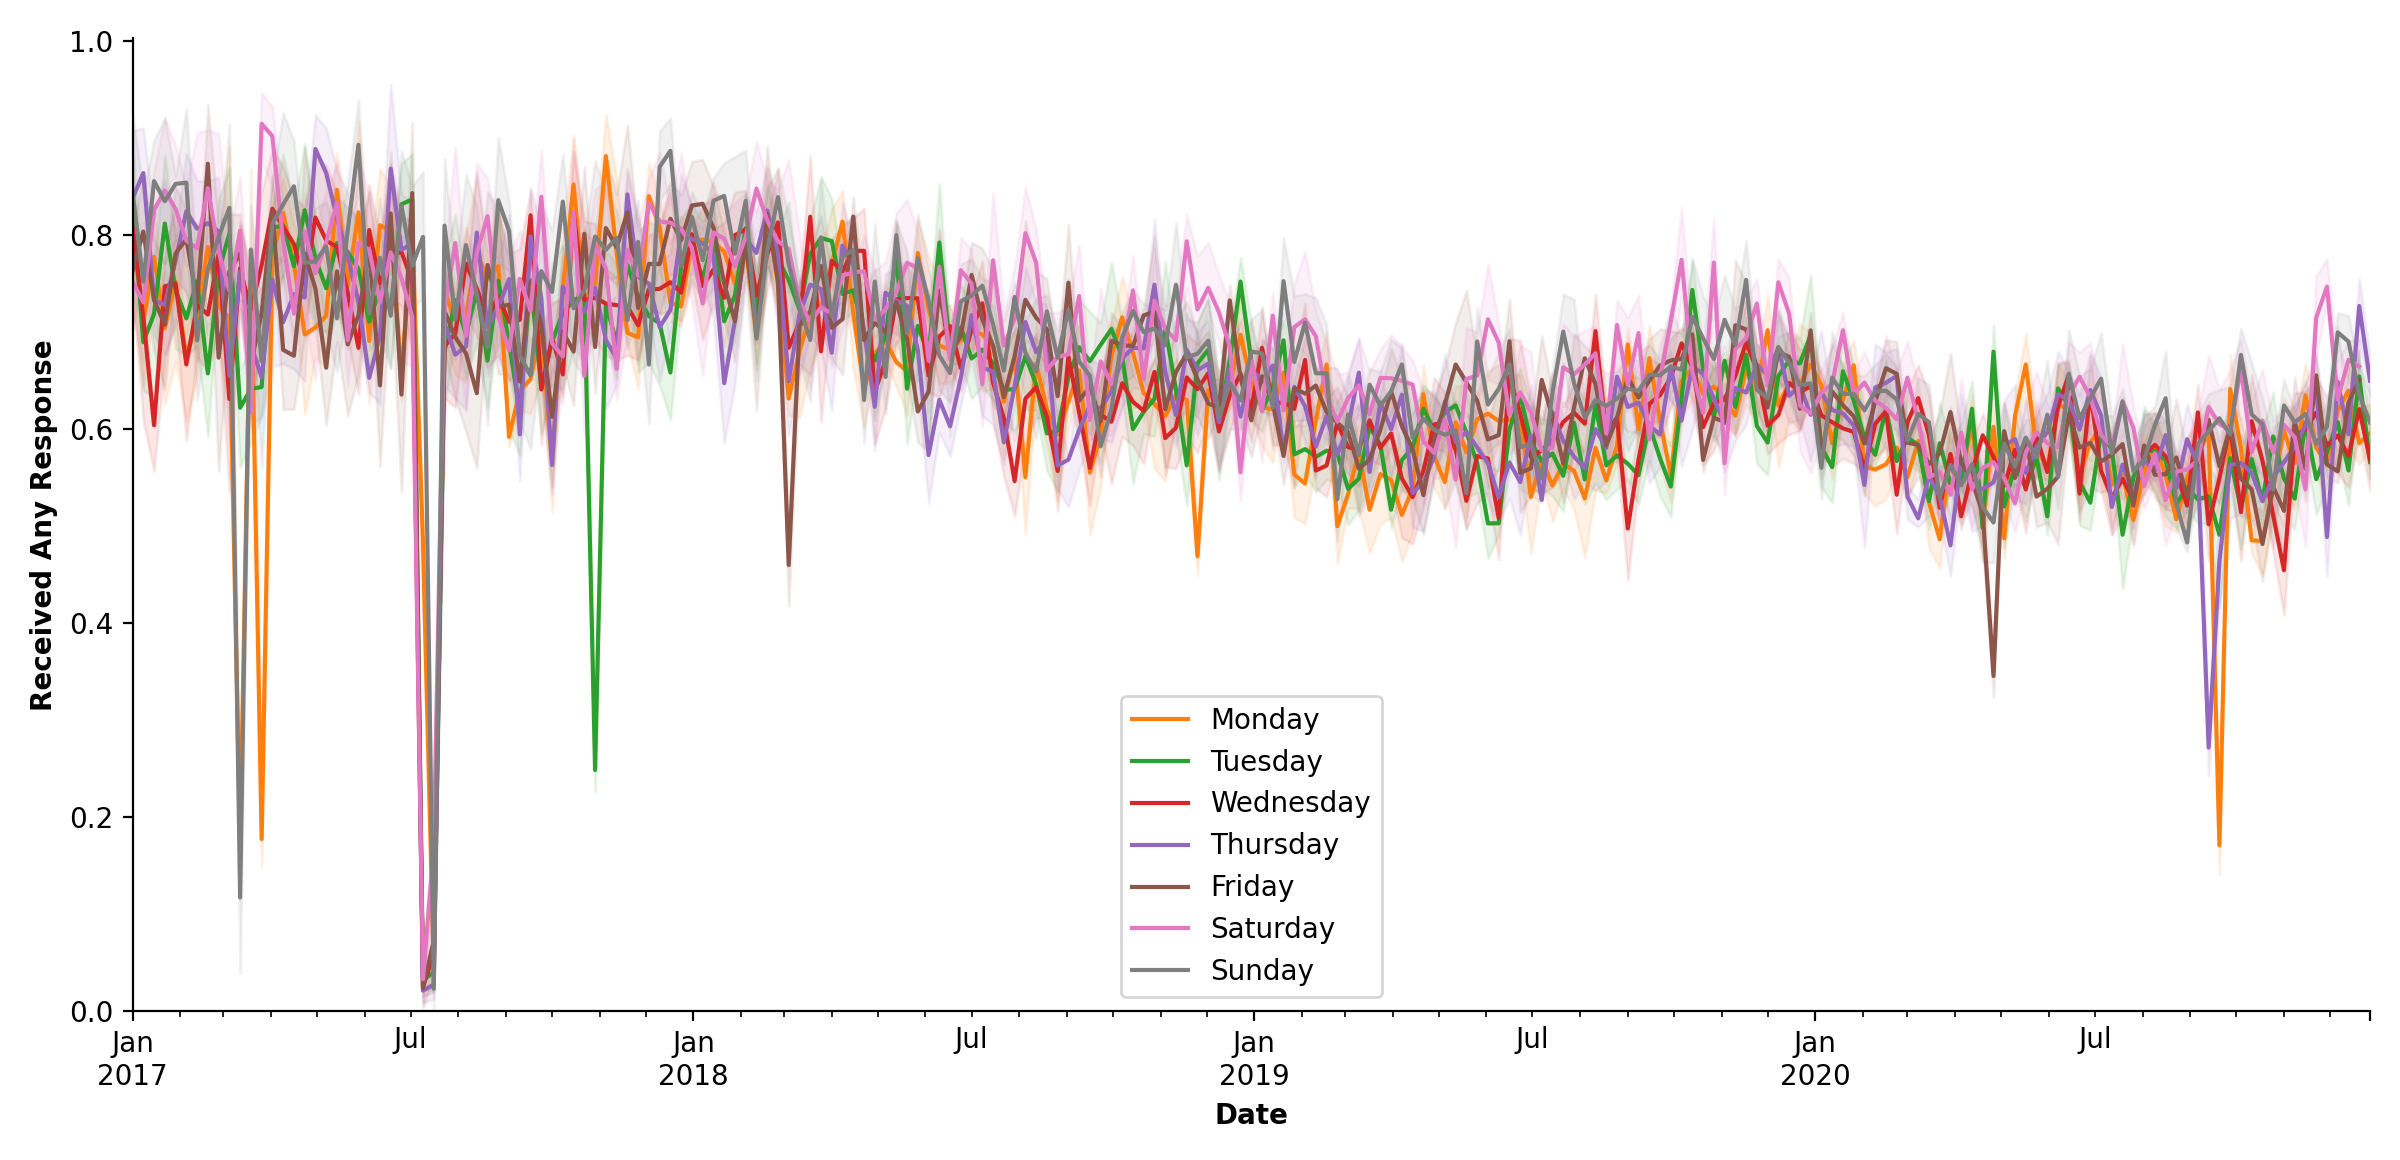 Received Any Response
1.0
0.8
0.6
0.4
0.2
0.0
Monday
Tuesday
Wednesday
Thursday
Friday
Saturday
Sunday
Jan Jul Jan Jul Jan Jul Jan Jul
2017 2018 2019 2020
Date